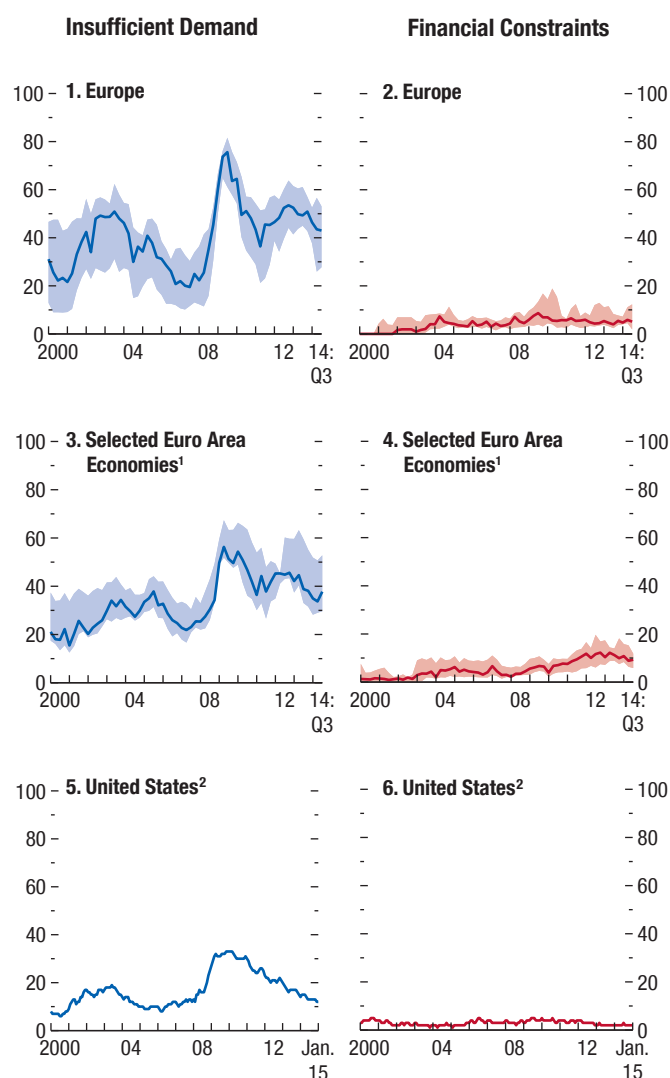 Insufficient Demand
Financial Constraints
1. Europe
100
80
60
40
20
0
2000 04 08 12 14:
Q3
2. Europe
100
80
60
40
20
0
2000 04 08 12 14:
Q3
3. Selected Euro Area
Economies¹
100
80
60
40
20
0
2000 04 08 12 14:
Q3
4. Selected Euro Area
Economies¹
100
80
60
40
20
0
2000 04 08 12 14:
Q3
5. United States²
100
80
60
40
20
0
2000 04 08 12 Jan.
15
6. United States²
100
80
60
40
20
0
2000 04 08 12 Jan.
15